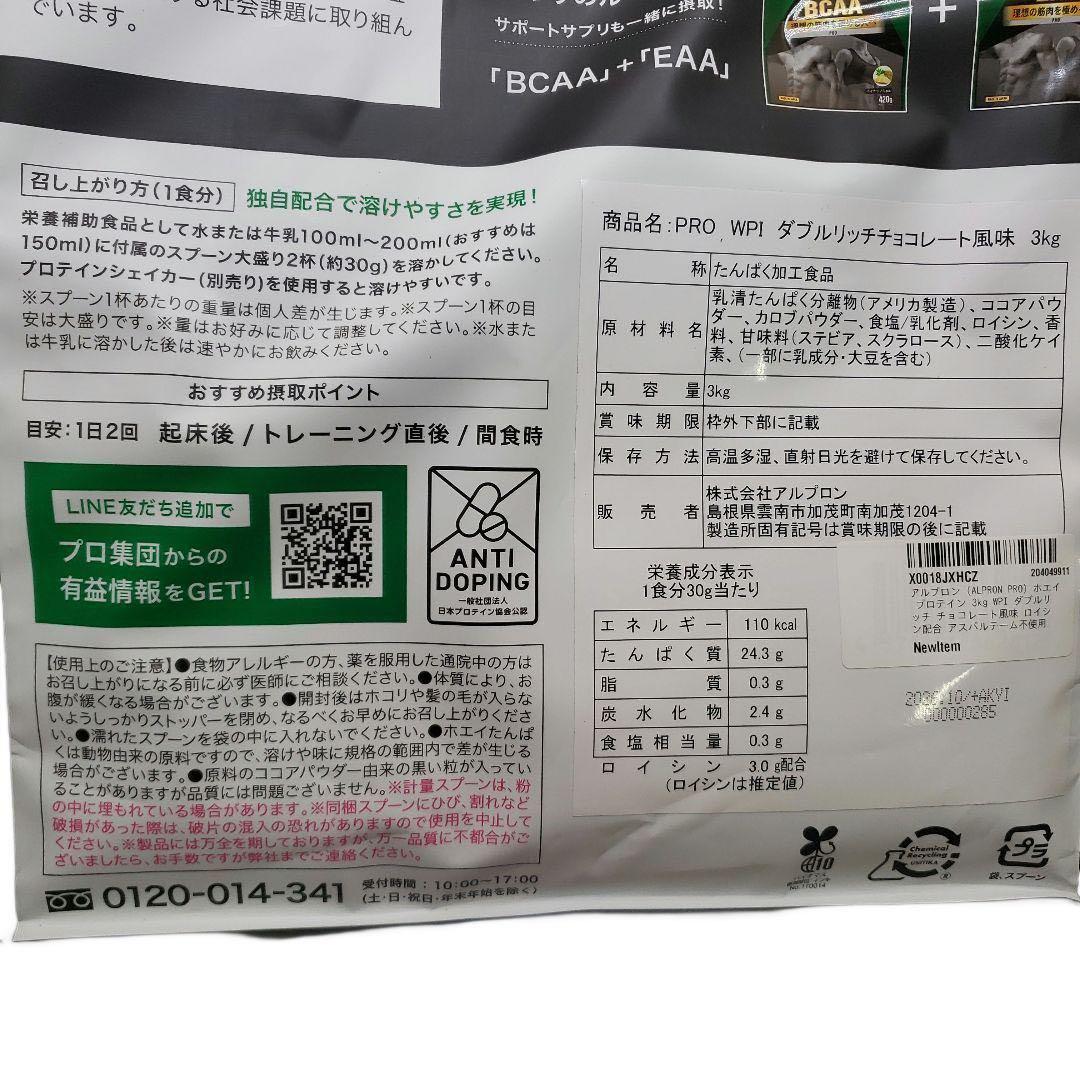 る社会課題に取り組ん
でいます。
サポートサプリも一緒に摂取！
「BCAA」+「EAA」
BCAA
PRO
420g
+
理想の筋肉を極め
PRO
召し上がり方（1食分）
独自配合で溶けやすさを実現！
栄養補助食品として水または牛乳100ml～200ml（おすすめは
150ml）に付属のスプーン大盛り2杯（約30g）を溶かしてください。
プロテインシェイカー（別売り）を使用すると溶けやすいです。
※スプーン1杯あたりの重量は個人差が生じます。※スプーン1杯の目
安は大盛りです。※量はお好みに応じて調整してください。※水また
は牛乳に溶かした後は速やかにお飲みください。
おすすめ摂取ポイント
目安：1日2回 起床後 / トレーニング直後 / 間食時
LINE友だち追加で
プロ集団からの
有益情報をGET!
ANTI
DOPING
一般社団法人
日本プロテイン協会公認
【使用上のご注意】●食物アレルギーの方、薬を服用した通院中の方は
お召し上がりになる前に必ず医師にご相談ください。●体質により、お
腹が緩くなる場合がございます。●開封後はホコリや髪の毛が入らな
いようしっかりストッパーを閉め、なるべくお早めにお召し上がりくださ
い。●濡れたスプーンを袋の中に入れないでください。●ホエイたんぱ
くは動物由来の原料ですので、溶けや味に規格の範囲内で差が生じる
場合がございます。●原料のココアパウダー由来の黒い粒が入ってい
ることがありますが品質には問題ございません。※計量スプーンは、粉
の中に埋もれている場合があります。※同梱スプーンにひび、割れなど
破損があった際は、破片の混入の恐れがありますので使用を中止して
ください。※製品には万全を期しておりますが、万一品質に不都合がご
ざいましたら、お手数ですが弊社までご連絡ください。
0120-014-341 受付時間：10:00～17:00
（土・日・祝日・年末年始を除く）
商品名：PRO WPI ダブルリッチチョコレート風味 3kg
名称 たんぱく加工食品
原材料名 乳清たんぱく分離物（アメリカ製造）、ココアパウ
ダー、カロブパウダー、食塩/乳化剤、ロイシン、香
料、甘味料（ステビア、スクラロース）、二酸化ケイ
素、（一部に乳成分・大豆を含む）
内容量 3kg
賞味期限 枠外下部に記載
保存方法 高温多湿、直射日光を避けて保存してください。
販売者 株式会社アルプロン
島根県雲南市加茂町南加茂1204-1
製造所固有記号は賞味期限の後に記載
栄養成分表示
1食分30g当たり
エネルギー 110 kcal
たんぱく質 24.3 g
脂質 0.3 g
炭水化物 2.4 g
食塩相当量 0.3 g
ロイシン 3.0 g配合
（ロイシンは推定値）
X0018JXHCZ 204049911
アルプロン (ALPRON PRO) ホエイ
プロテイン 3kg WPI ダブルリ
ッチ チョコレート風味 ロイシ
ン配合 アスパルテーム不使用
NewItem
10
バイオマス
No.170014
Chemical
Recycling
UNITIKA
プラ
袋、スプーン